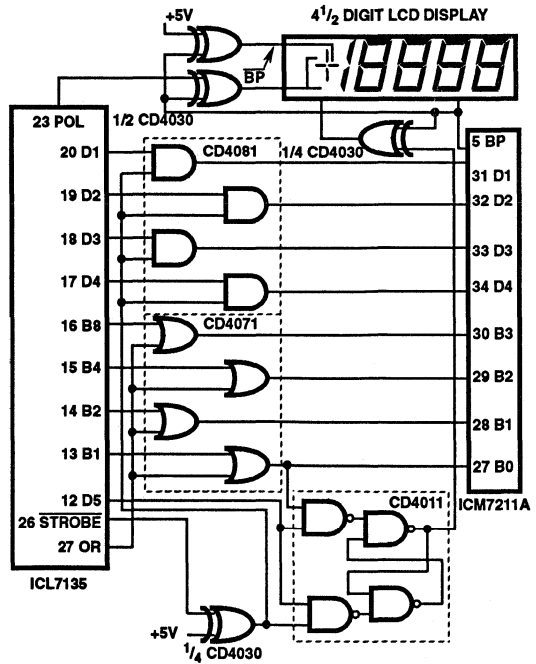 +5V
4 1/2 DIGIT LCD DISPLAY
BP
23 POL
1/2 CD4030
5 BP
20 D1
CD4081
1/4 CD4030
31 D1
19 D2
32 D2
18 D3
33 D3
17 D4
34 D4
16 B8
CD4071
30 B3
15 B4
29 B2
14 B2
28 B1
13 B1
27 B0
12 D5
CD4011
ICM7211A
26 STROBE
27 OR
ICL7135
+5V
1/4 CD4030